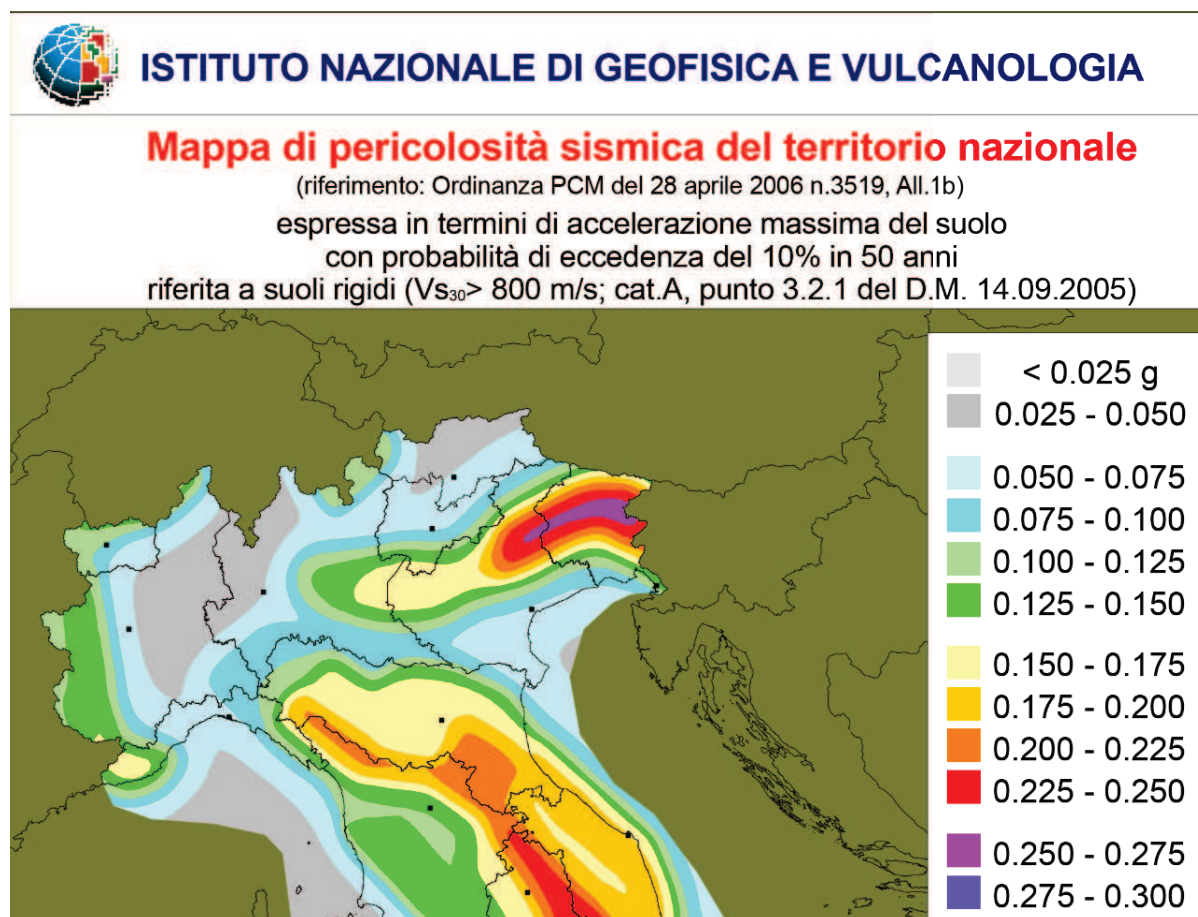 ISTITUTO NAZIONALE DI GEOFISICA E VULCANOLOGIA
Mappa di pericolosità sismica del territorio nazionale
(riferimento: Ordinanza PCM del 28 aprile 2006 n.3519, All.1b)
espressa in termini di accelerazione massima del suolo
con probabilità di eccedenza del 10% in 50 anni
riferita a suoli rigidi (Vs30> 800 m/s; cat.A, punto 3.2.1 del D.M. 14.09.2005)
< 0.025 g
0.025 - 0.050
0.050 - 0.075
0.075 - 0.100
0.100 - 0.125
0.125 - 0.150
0.150 - 0.175
0.175 - 0.200
0.200 - 0.225
0.225 - 0.250
0.250 - 0.275
0.275 - 0.300